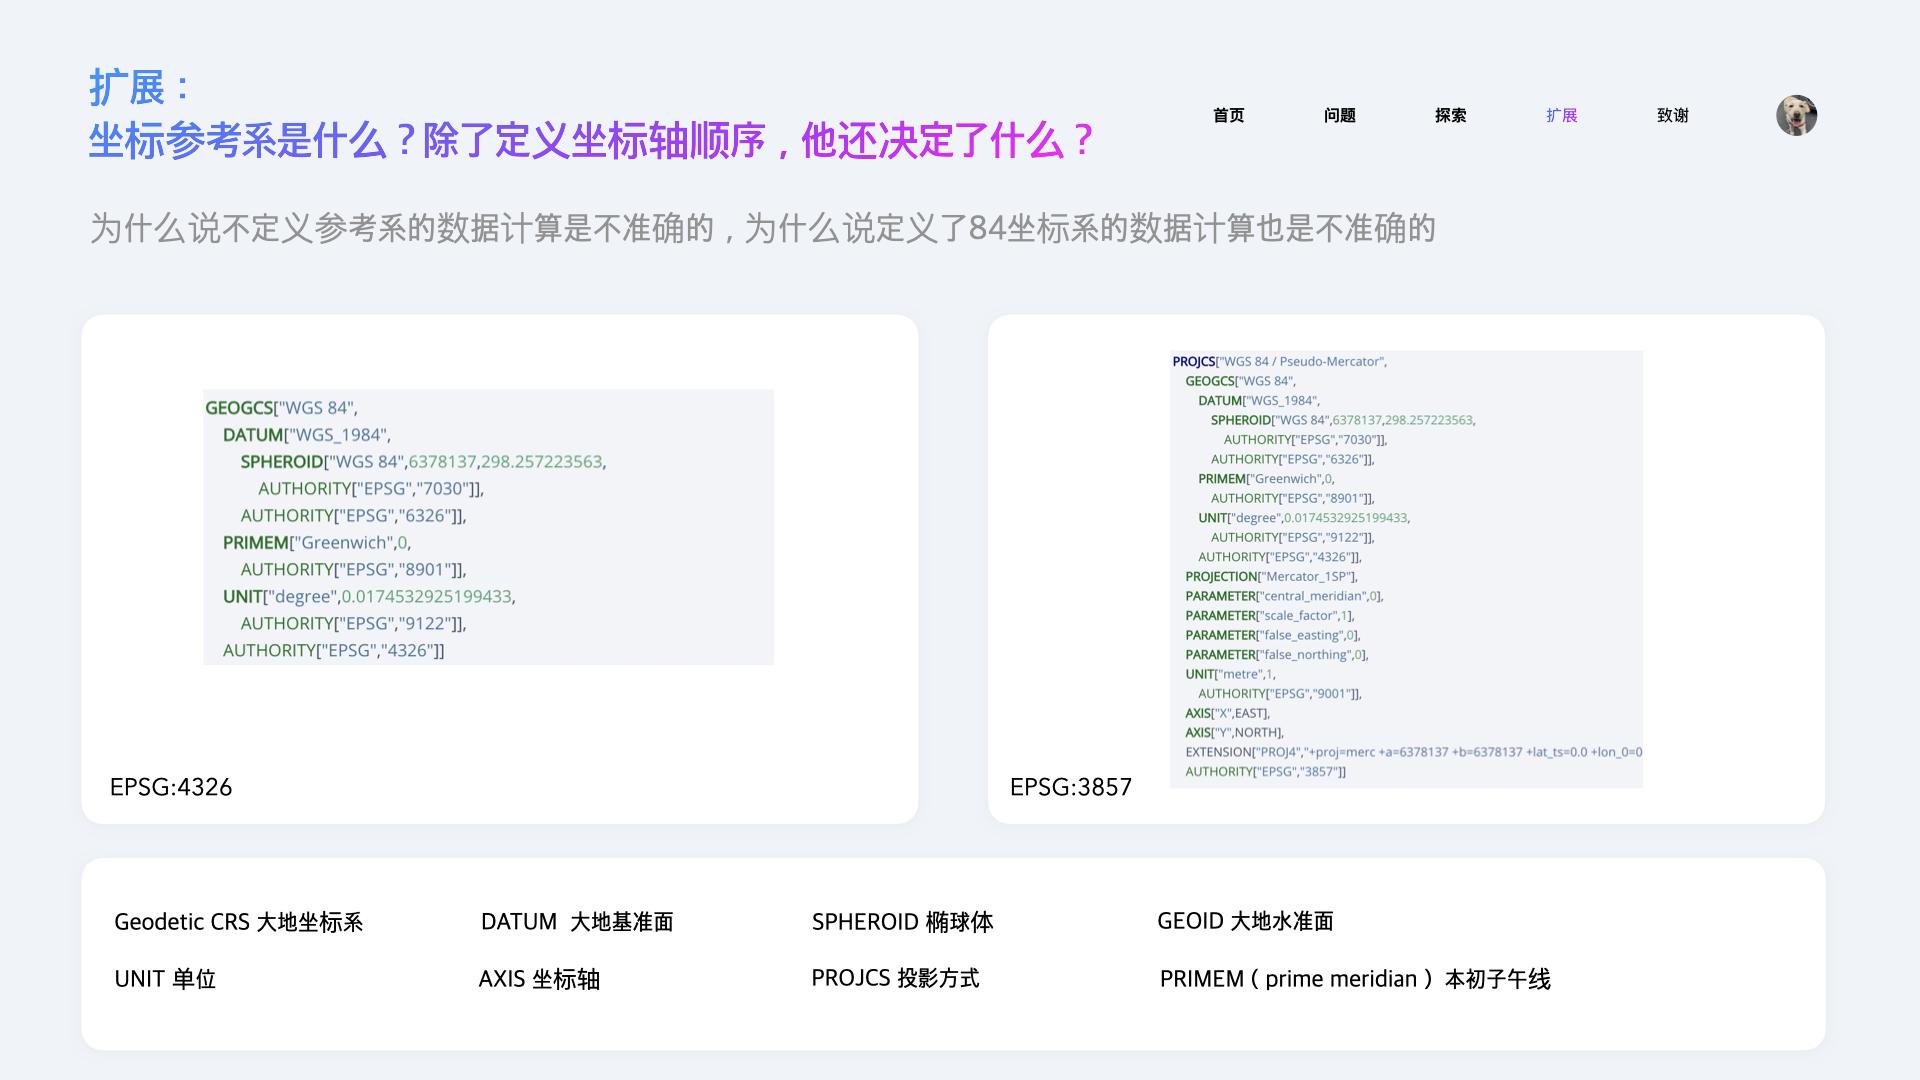 扩展：
坐标参考系是什么？除了定义坐标轴顺序，他还决定了什么？
首页
问题
探索
扩展
致谢
为什么说不定义参考系的数据计算是不准确的，为什么说定义了84坐标系的数据计算也是不准确的
GEOGCS["WGS 84",
DATUM["WGS_1984",
SPHEROID["WGS 84",6378137,298.257223563,
AUTHORITY["EPSG","7030"]],
AUTHORITY["EPSG","6326"]],
PRIMEM["Greenwich",0,
AUTHORITY["EPSG","8901"]],
UNIT["degree",0.0174532925199433,
AUTHORITY["EPSG","9122"]],
AUTHORITY["EPSG","4326"]]
EPSG:4326
PROJCS["WGS 84 / Pseudo-Mercator",
GEOGCS["WGS 84",
DATUM["WGS_1984",
SPHEROID["WGS 84",6378137,298.257223563,
AUTHORITY["EPSG","7030"]],
AUTHORITY["EPSG","6326"]],
PRIMEM["Greenwich",0,
AUTHORITY["EPSG","8901"]],
UNIT["degree",0.0174532925199433,
AUTHORITY["EPSG","9122"]],
AUTHORITY["EPSG","4326"]],
PROJECTION["Mercator_1SP"],
PARAMETER["central_meridian",0],
PARAMETER["scale_factor",1],
PARAMETER["false_easting",0],
PARAMETER["false_northing",0],
UNIT["metre",1,
AUTHORITY["EPSG","9001"]],
AXIS["X",EAST],
AXIS["Y",NORTH],
EXTENSION["PROJ4","+proj=merc +a=6378137 +b=6378137 +lat_ts=0.0 +lon_0=0
AUTHORITY["EPSG","3857"]]
EPSG:3857
Geodetic CRS 大地坐标系
DATUM 大地基准面
SPHEROID 椭球体
GEOID 大地水准面
UNIT 单位
AXIS 坐标轴
PROJCS 投影方式
PRIMEM（prime meridian）本初子午线